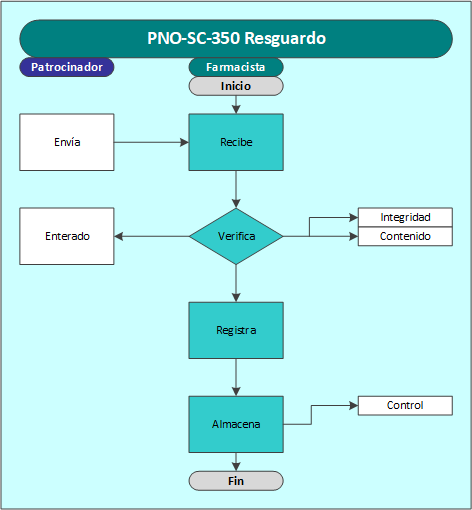 PNO-SC-350 Resguardo
Patrocinador
Farmacista
Inicio
Envía
Recibe
Enterado
Verifica
Integridad
Contenido
Registra
Almacena
Control
Fin